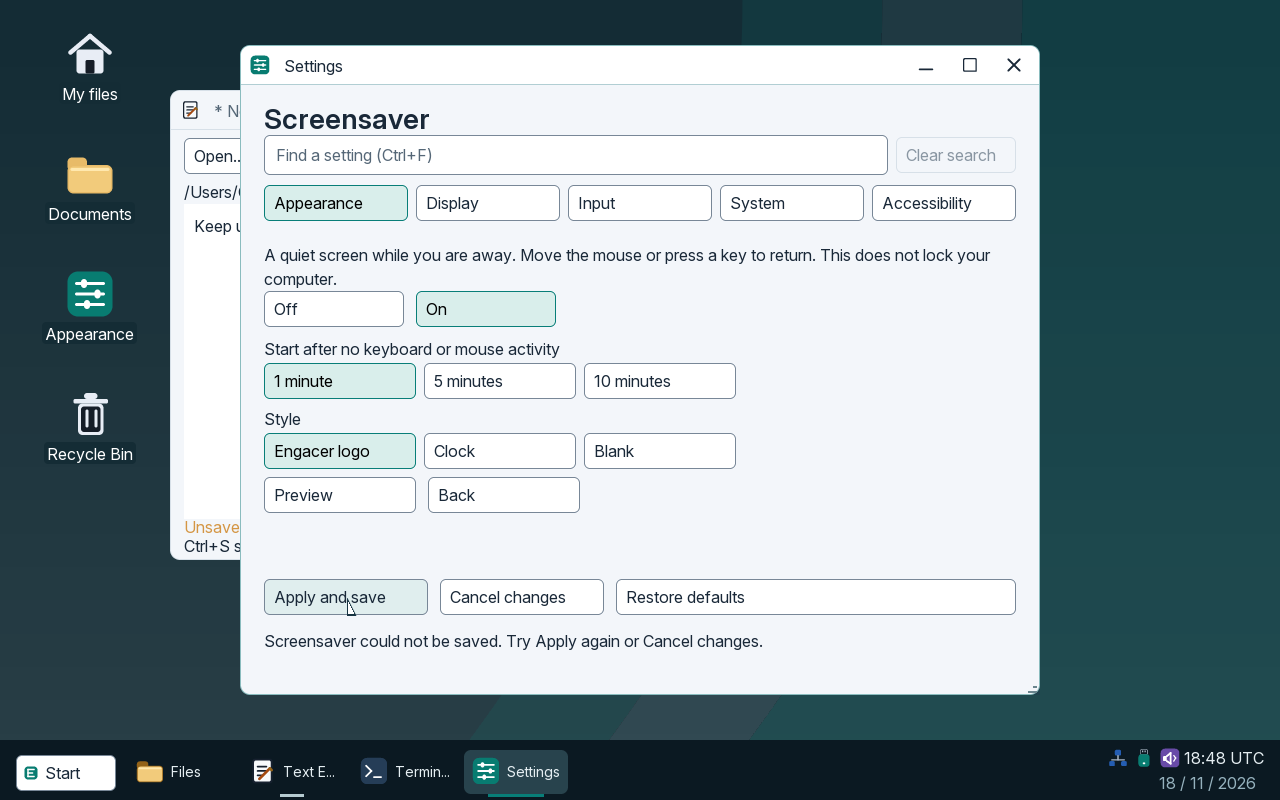 My files
Documents
Appearance
Recycle Bin
* N
Open..
/Users/
Keep u
Unsave
Ctrl+S s
Settings
Screensaver
Find a setting (Ctrl+F)
Clear search
Appearance
Display
Input
System
Accessibility
A quiet screen while you are away. Move the mouse or press a key to return. This does not lock your
computer.
Off
On
Start after no keyboard or mouse activity
1 minute
5 minutes
10 minutes
Style
Engacer logo
Clock
Blank
Preview
Back
Apply and save
Cancel changes
Restore defaults
Screensaver could not be saved. Try Apply again or Cancel changes.
Start
Files
Text E...
Termin...
Settings
18:48 UTC
18 / 11 / 2026